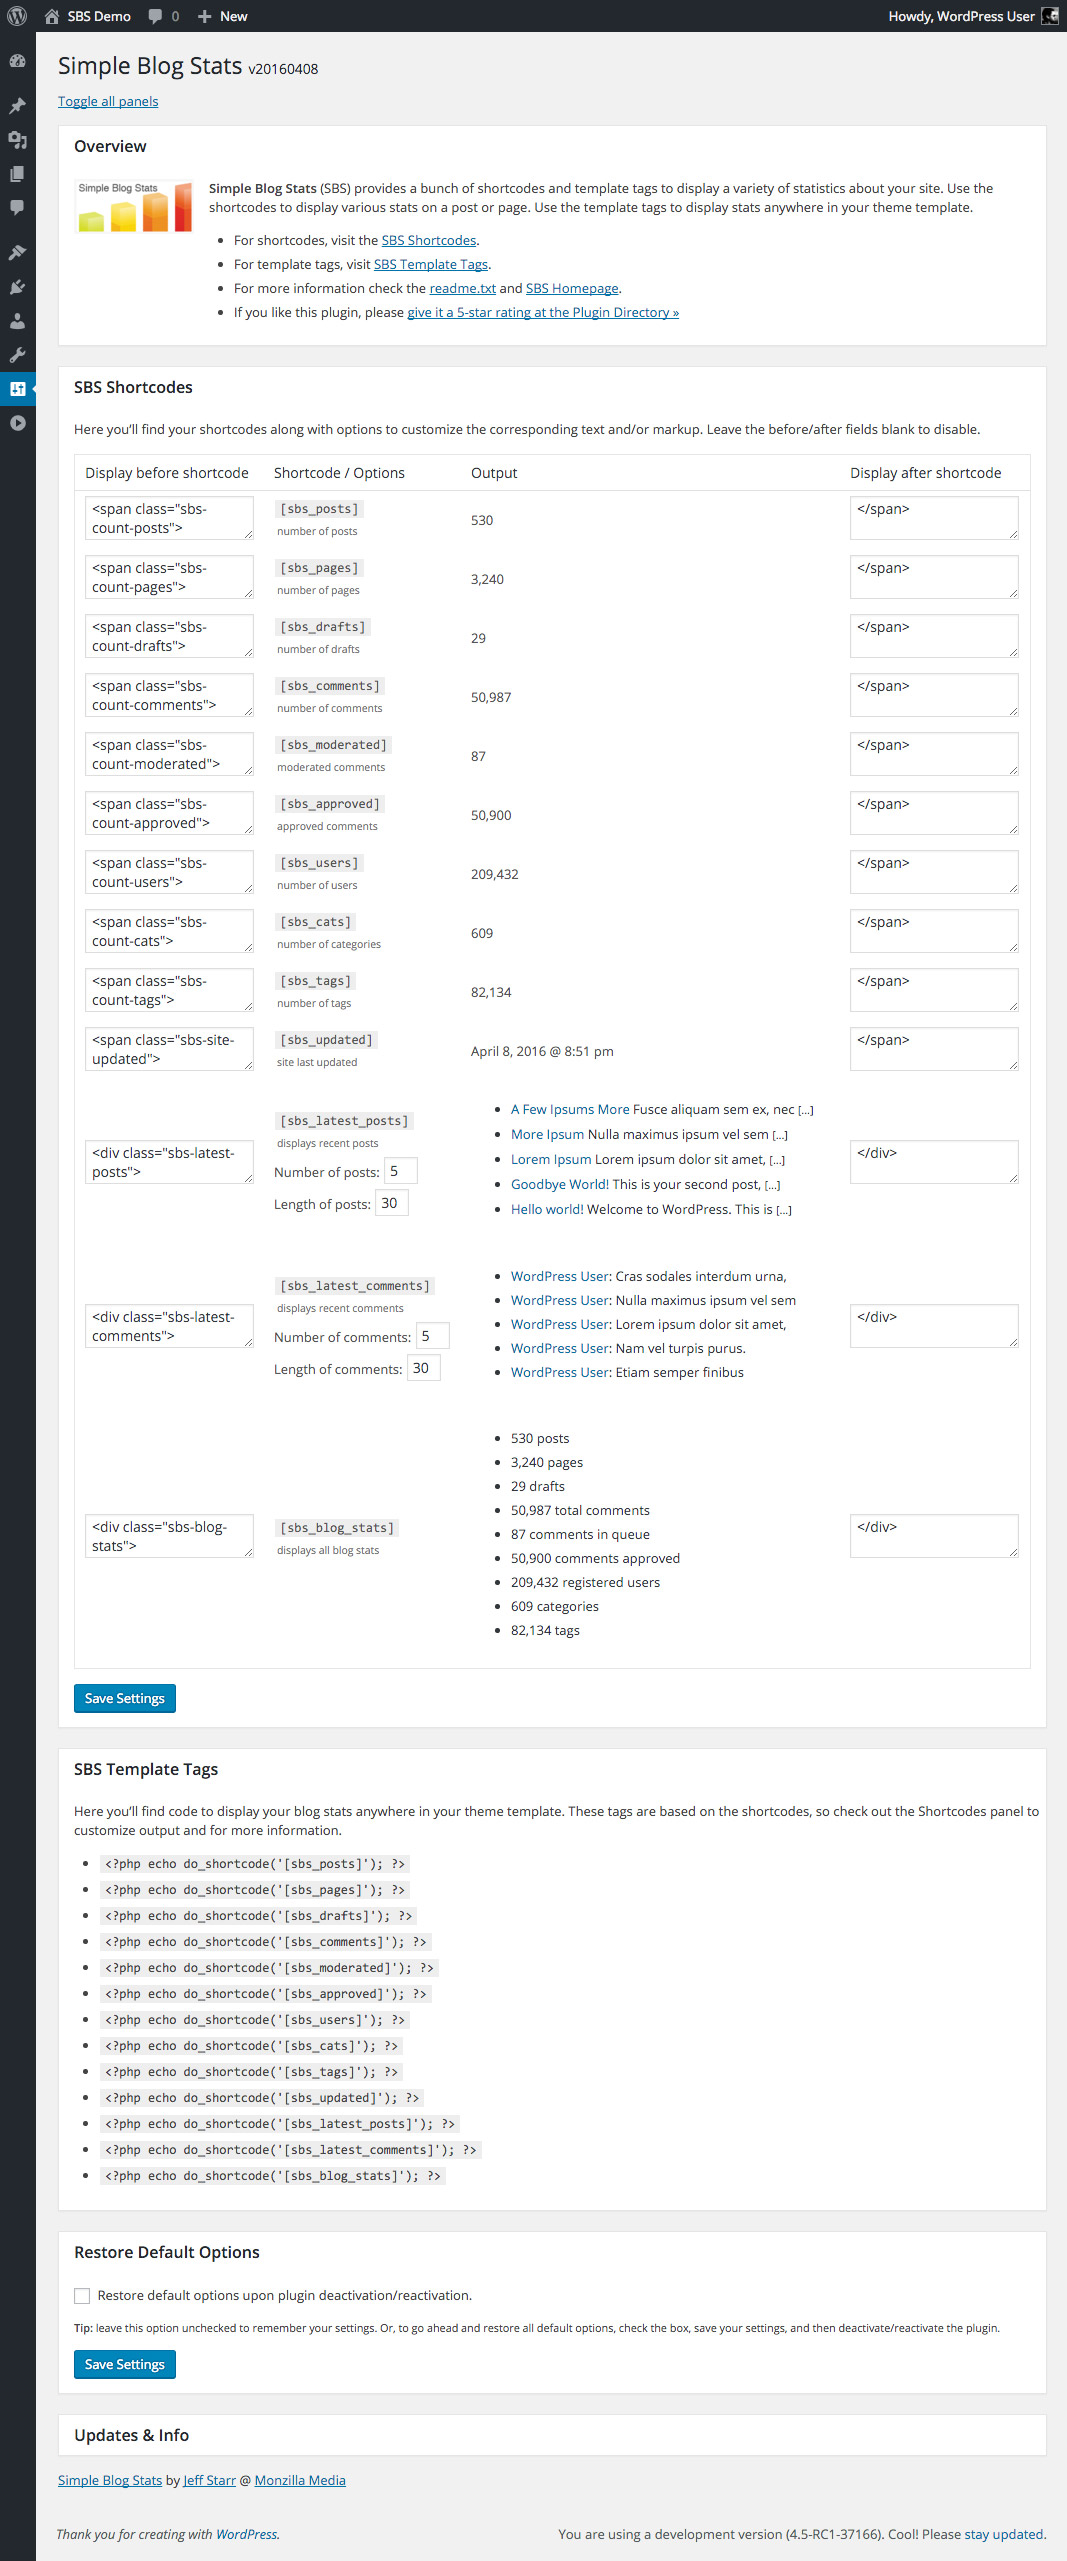 SBS Demo 0 New Howdy, WordPress User
Simple Blog Stats v20160408
Toggle all panels
Overview
Simple Blog Stats
Simple Blog Stats (SBS) provides a bunch of shortcodes and template tags to display a variety of statistics about your site. Use the
shortcodes to display various stats on a post or page. Use the template tags to display stats anywhere in your theme template.
For shortcodes, visit the SBS Shortcodes.
For template tags, visit SBS Template Tags.
For more information check the readme.txt and SBS Homepage.
If you like this plugin, please give it a 5-star rating at the Plugin Directory »
SBS Shortcodes
Here you'll find your shortcodes along with options to customize the corresponding text and/or markup. Leave the before/after fields blank to disable.
Display before shortcode Shortcode / Options Output Display after shortcode
<span class="sbs-
count-posts">
[sbs_posts]
number of posts
530
</span>
<span class="sbs-
count-pages">
[sbs_pages]
number of pages
3,240
</span>
<span class="sbs-
count-drafts">
[sbs_drafts]
number of drafts
29
</span>
<span class="sbs-
count-comments">
[sbs_comments]
number of comments
50,987
</span>
<span class="sbs-
count-moderated">
[sbs_moderated]
moderated comments
87
</span>
<span class="sbs-
count-approved">
[sbs_approved]
approved comments
50,900
</span>
<span class="sbs-
count-users">
[sbs_users]
number of users
209,432
</span>
<span class="sbs-
count-cats">
[sbs_cats]
number of categories
609
</span>
<span class="sbs-
count-tags">
[sbs_tags]
number of tags
82,134
</span>
<span class="sbs-site-
updated">
[sbs_updated]
site last updated
April 8, 2016 @ 8:51 pm
</span>
<div class="sbs-latest-
posts">
[sbs_latest_posts]
displays recent posts
Number of posts: 5
Length of posts: 30
A Few Ipsums More Fusce aliquam sem ex, nec [...]
More Ipsum Nulla maximus ipsum vel sem [...]
Lorem Ipsum Lorem ipsum dolor sit amet, [...]
Goodbye World! This is your second post, [...]
Hello world! Welcome to WordPress. This is [...]
</div>
<div class="sbs-latest-
comments">
[sbs_latest_comments]
displays recent comments
Number of comments: 5
Length of comments: 30
WordPress User: Cras sodales interdum urna,
WordPress User: Nulla maximus ipsum vel sem
WordPress User: Lorem ipsum dolor sit amet,
WordPress User: Nam vel turpis purus.
WordPress User: Etiam semper finibus
</div>
<div class="sbs-blog-
stats">
[sbs_blog_stats]
displays all blog stats
530 posts
3,240 pages
29 drafts
50,987 total comments
87 comments in queue
50,900 comments approved
209,432 registered users
609 categories
82,134 tags
</div>
Save Settings
SBS Template Tags
Here you'll find code to display your blog stats anywhere in your theme template. These tags are based on the shortcodes, so check out the Shortcodes panel to
customize output and for more information.
<?php echo do_shortcode('[sbs_posts]'); ?>
<?php echo do_shortcode('[sbs_pages]'); ?>
<?php echo do_shortcode('[sbs_drafts]'); ?>
<?php echo do_shortcode('[sbs_comments]'); ?>
<?php echo do_shortcode('[sbs_moderated]'); ?>
<?php echo do_shortcode('[sbs_approved]'); ?>
<?php echo do_shortcode('[sbs_users]'); ?>
<?php echo do_shortcode('[sbs_cats]'); ?>
<?php echo do_shortcode('[sbs_tags]'); ?>
<?php echo do_shortcode('[sbs_updated]'); ?>
<?php echo do_shortcode('[sbs_latest_posts]'); ?>
<?php echo do_shortcode('[sbs_latest_comments]'); ?>
<?php echo do_shortcode('[sbs_blog_stats]'); ?>
Restore Default Options
Restore default options upon plugin deactivation/reactivation.
Tip: leave this option unchecked to remember your settings. Or, to go ahead and restore all default options, check the box, save your settings, and then deactivate/reactivate the plugin.
Save Settings
Updates & Info
Simple Blog Stats by Jeff Starr @ Monzilla Media
Thank you for creating with WordPress. You are using a development version (4.5-RC1-37166). Cool! Please stay updated.